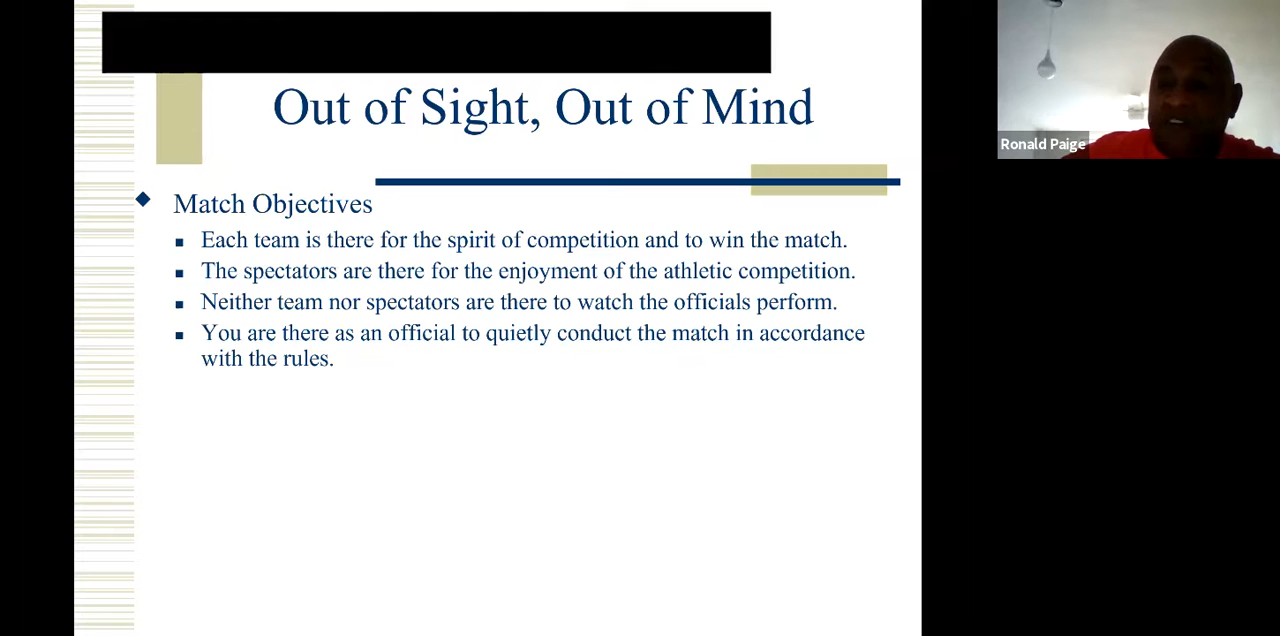 Out of Sight, Out of Mind
Match Objectives
Each team is there for the spirit of competition and to win the match.
The spectators are there for the enjoyment of the athletic competition.
Neither team nor spectators are there to watch the officials perform.
You are there as an official to quietly conduct the match in accordance
with the rules.
Ronald Paige